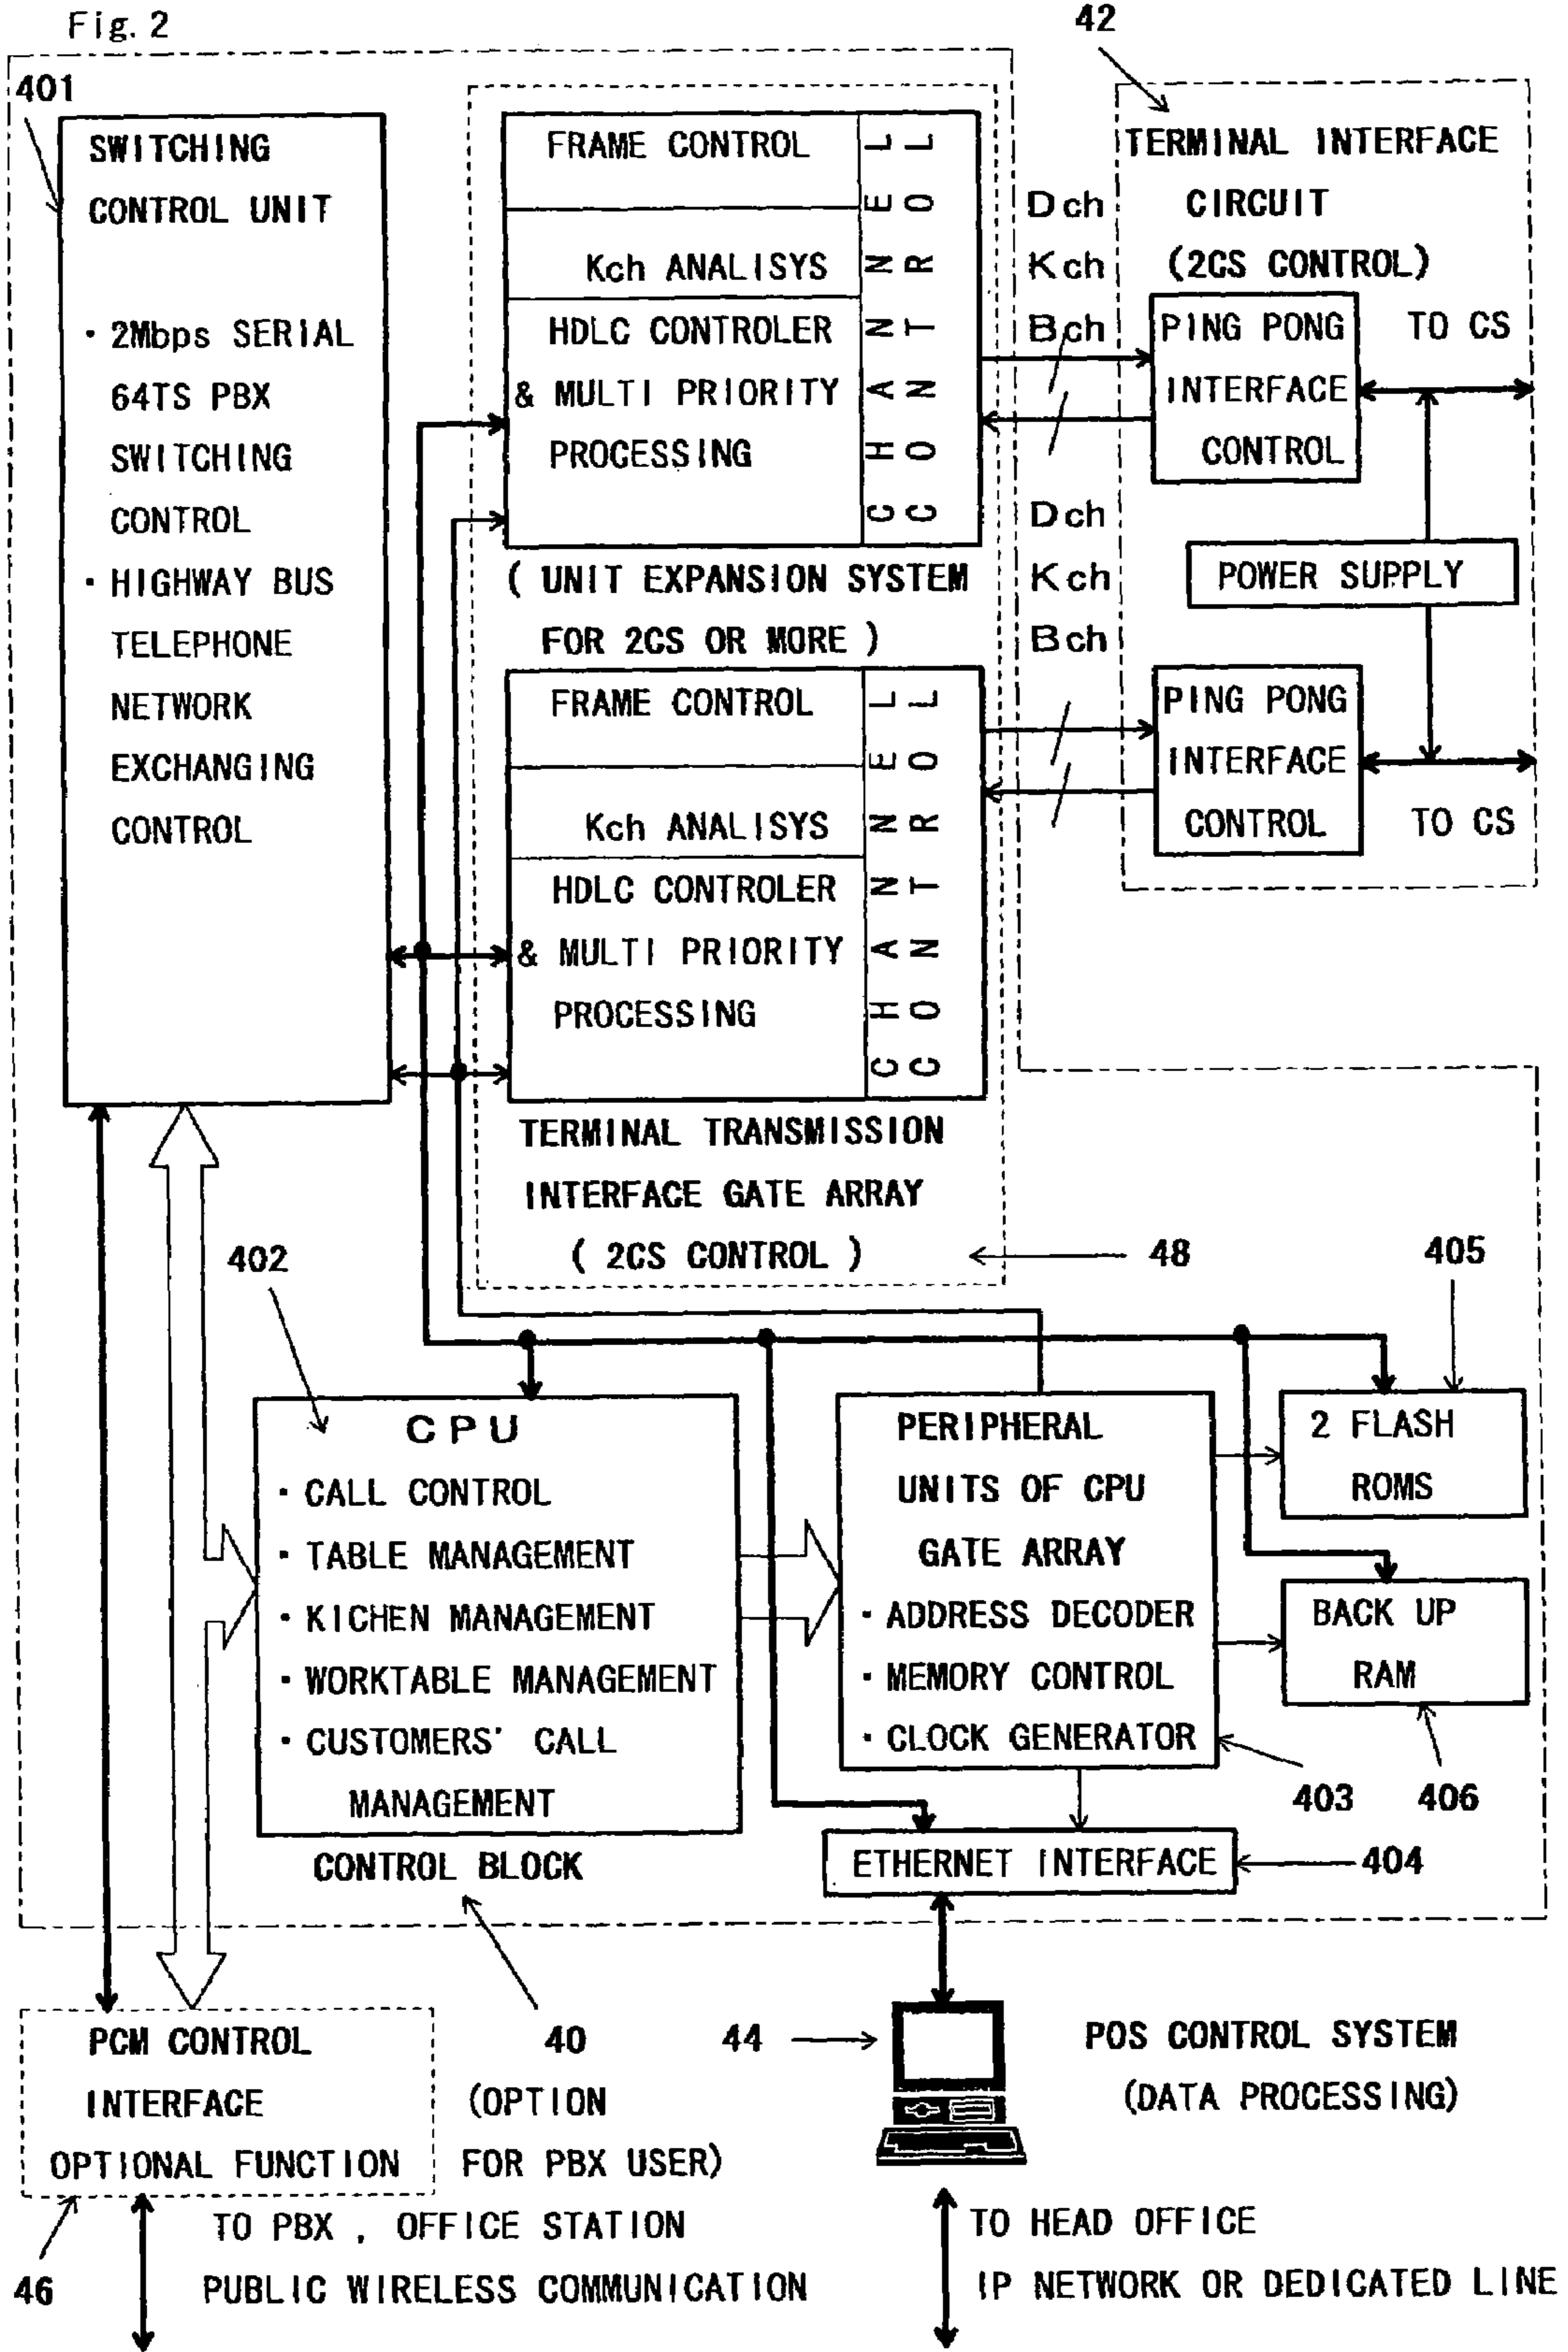 Fig. 2
42
401
SWITCHING
CONTROL UNIT
・2Mbps SERIAL
64TS PBX
SWITCHING
CONTROL
・HIGHWAY BUS
TELEPHONE
NETWORK
EXCHANGING
CONTROL
FRAME CONTROL
Kch ANALISYS
HDLC CONTROLER
& MULTI PRIORITY
PROCESSING
CHANNEL
CONTROL
( UNIT EXPANSION SYSTEM
FOR 2CS OR MORE )
FRAME CONTROL
Kch ANALISYS
HDLC CONTROLER
& MULTI PRIORITY
PROCESSING
CHANNEL
CONTROL
TERMINAL TRANSMISSION
INTERFACE GATE ARRAY
( 2CS CONTROL )
48
Dch
Kch
Bch
Dch
Kch
Bch
TERMINAL INTERFACE
CIRCUIT
(2CS CONTROL)
PING PONG
INTERFACE
CONTROL
TO CS
POWER SUPPLY
PING PONG
INTERFACE
CONTROL
TO CS
402
405
CPU
・CALL CONTROL
・TABLE MANAGEMENT
・KICHEN MANAGEMENT
・WORKTABLE MANAGEMENT
・CUSTOMERS' CALL
MANAGEMENT
CONTROL BLOCK
PERIPHERAL
UNITS OF CPU
GATE ARRAY
・ADDRESS DECODER
・MEMORY CONTROL
・CLOCK GENERATOR
2 FLASH
ROMS
BACK UP
RAM
403
406
ETHERNET INTERFACE
404
PCM CONTROL
INTERFACE
OPTIONAL FUNCTION
40
(OPTION
FOR PBX USER)
44
POS CONTROL SYSTEM
(DATA PROCESSING)
46
TO PBX , OFFICE STATION
PUBLIC WIRELESS COMMUNICATION
TO HEAD OFFICE
IP NETWORK OR DEDICATED LINE